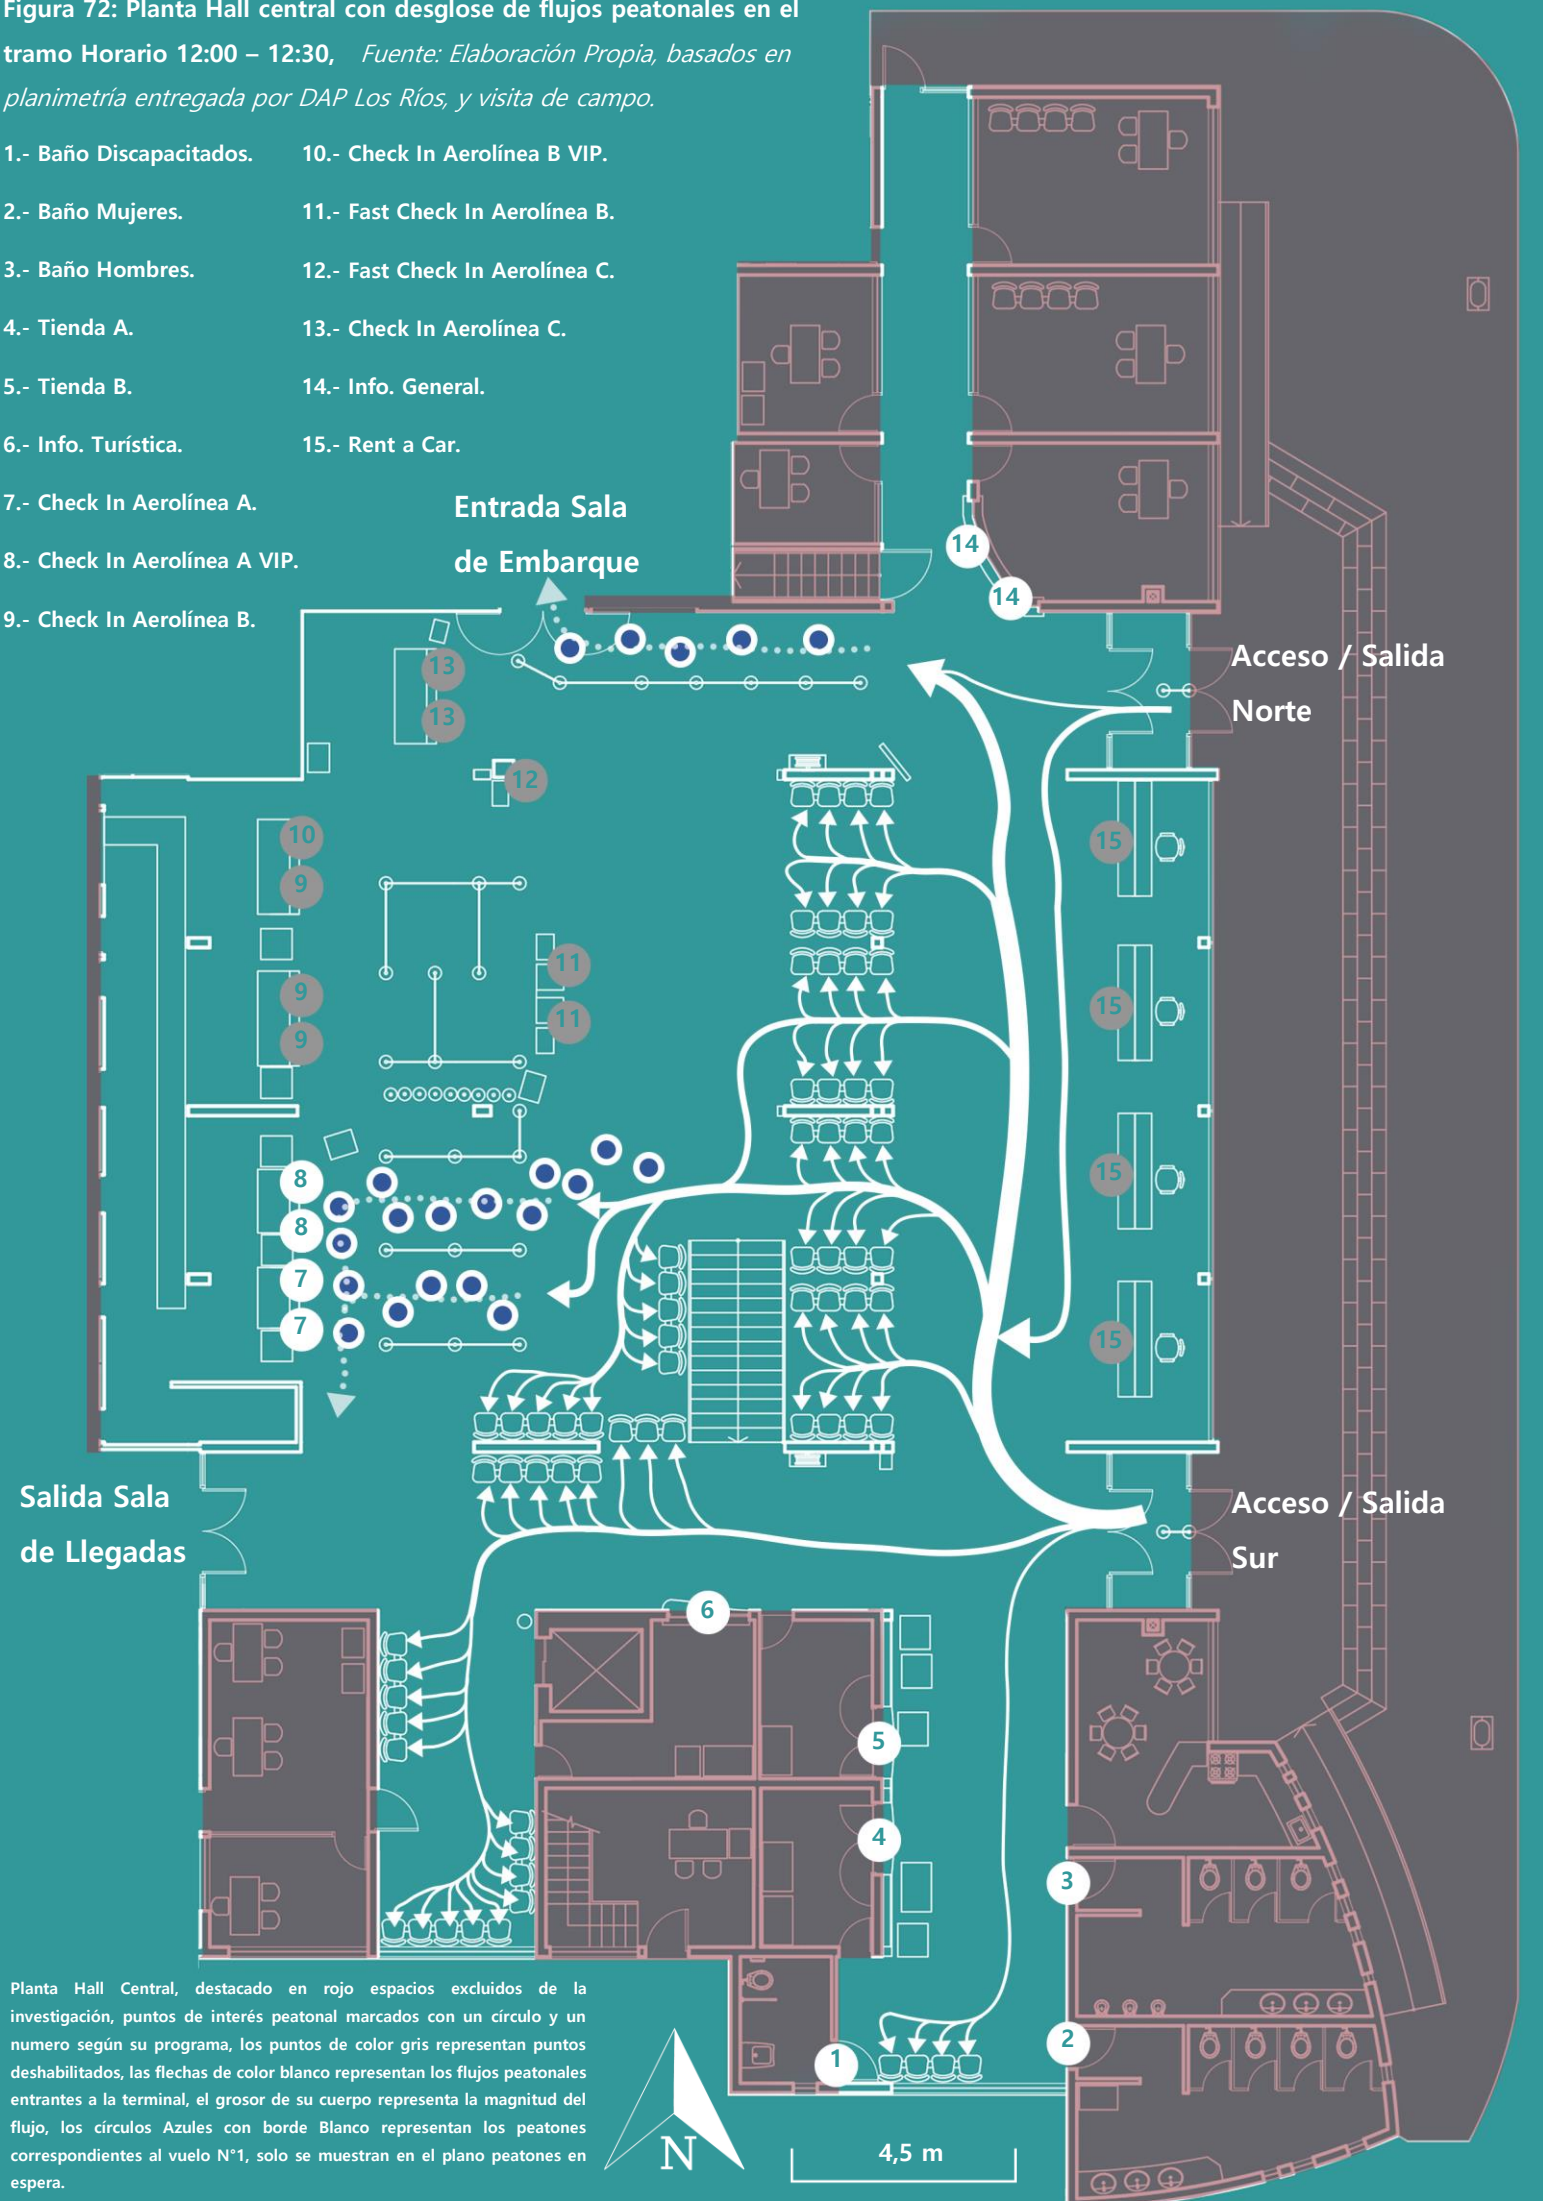 Figura 72: Planta Hall central con desglose de flujos peatonales en el
tramo Horario 12:00 – 12:30, Fuente: Elaboración Propia, basados en
planimetría entregada por DAP Los Ríos, y visita de campo.
1.- Baño Discapacitados.
2.- Baño Mujeres.
3.- Baño Hombres.
4.- Tienda A.
5.- Tienda B.
6.- Info. Turística.
7.- Check In Aerolínea A.
8.- Check In Aerolínea A VIP.
9.- Check In Aerolínea B.
10.- Check In Aerolínea B VIP.
11.- Fast Check In Aerolínea B.
12.- Fast Check In Aerolínea C.
13.- Check In Aerolínea C.
14.- Info. General.
15.- Rent a Car.
Entrada Sala
de Embarque
14
14
Acceso / Salida
Norte
13
13
12
10
9
9
9
11
11
15
15
15
15
8
8
7
7
Salida Sala
de Llegadas
Acceso / Salida
Sur
6
5
4
3
2
1
Planta Hall Central, destacado en rojo espacios excluidos de la
investigación, puntos de interés peatonal marcados con un círculo y un
numero según su programa, los puntos de color gris representan puntos
deshabilitados, las flechas de color blanco representan los flujos peatonales
entrantes a la terminal, el grosor de su cuerpo representa la magnitud del
flujo, los círculos Azules con borde Blanco representan los peatones
correspondientes al vuelo N°1, solo se muestran en el plano peatones en
espera.
N
4,5 m